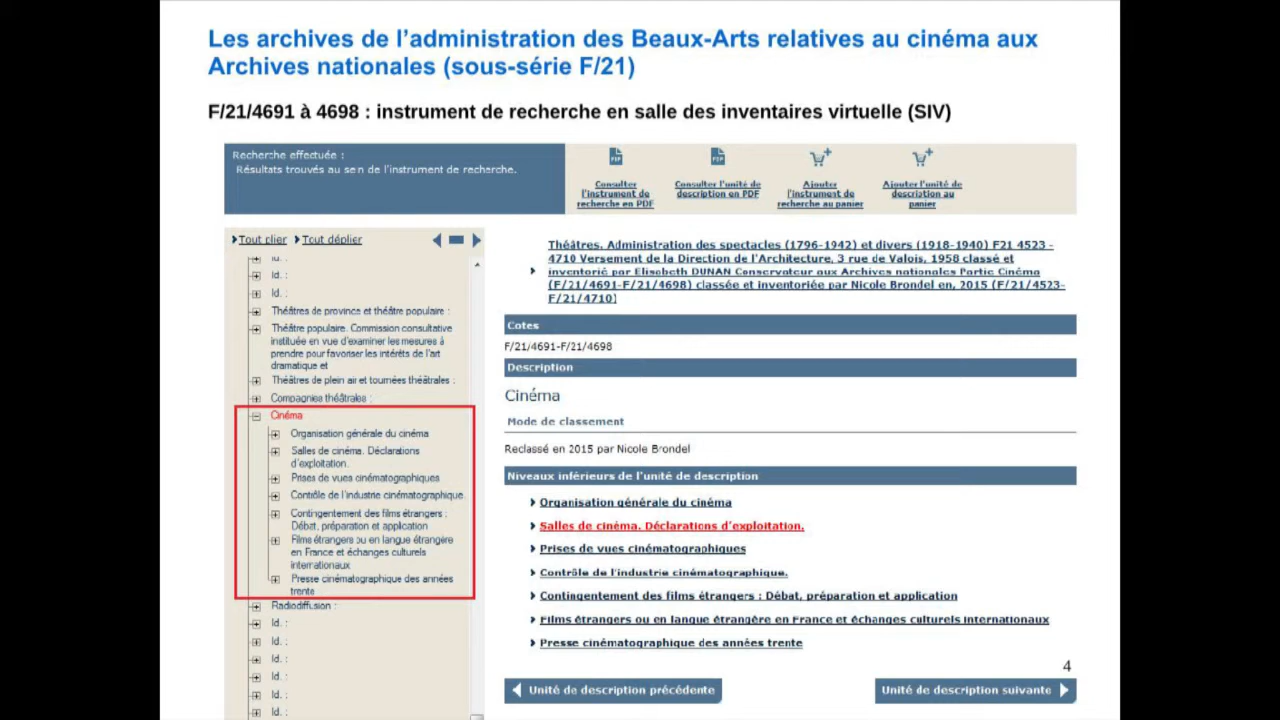 Les archives de l'administration des Beaux-Arts relatives au cinéma aux
Archives nationales (sous-série F/21)
F/21/4691 à 4698 : instrument de recherche en salle des inventaires virtuelle (SIV)
Recherche effectuée :
Résultats trouvés au sein de l'instrument de recherche.
Consulter
l'instrument de
recherche en PDF
Consulter l'unité de
description en PDF
Ajouter
l'instrument de
recherche au panier
Ajouter l'unité de
description au
panier
Tout plier Tout déplier
Id. :
Id. :
Théâtres de province et théâtre populaire :
Théâtre populaire. Commission consultative
instituée en vue d'examiner les mesures à
prendre pour favoriser les intérêts de l'art
dramatique et
Théâtres de plein air et tournées théâtrales :
Compagnies théâtrales :
Cinéma
Organisation générale du cinéma
Salles de cinéma. Déclarations
d'exploitation.
Prises de vues cinématographiques
Contrôle de l'industrie cinématographique.
Contingentement des films étrangers :
Débat, préparation et application
Films étrangers ou en langue étrangère
en France et échanges culturels
internationaux
Presse cinématographique des années
trente
Radiodiffusion :
Id. :
Id. :
Id. :
Id. :
Id. :
Id. :
Théâtres. Administration des spectacles (1796-1942) et divers (1918-1940) F21 4523 -
4710 Versement de la Direction de l'Architecture, 3 rue de Valois, 1958 classé et
inventorié par Elisabeth DUNAN Conservateur aux Archives nationales Partie Cinéma
(F/21/4691-F/21/4698) classée et inventoriée par Nicole Brondel en, 2015 (F/21/4523-
F/21/4710)
Cotes
F/21/4691-F/21/4698
Description
Cinéma
Mode de classement
Reclassé en 2015 par Nicole Brondel
Niveaux inférieurs de l'unité de description
Organisation générale du cinéma
Salles de cinéma. Déclarations d'exploitation.
Prises de vues cinématographiques
Contrôle de l'industrie cinématographique.
Contingentement des films étrangers : Débat, préparation et application
Films étrangers ou en langue étrangère en France et échanges culturels internationaux
Presse cinématographique des années trente
4
Unité de description précédente
Unité de description suivante